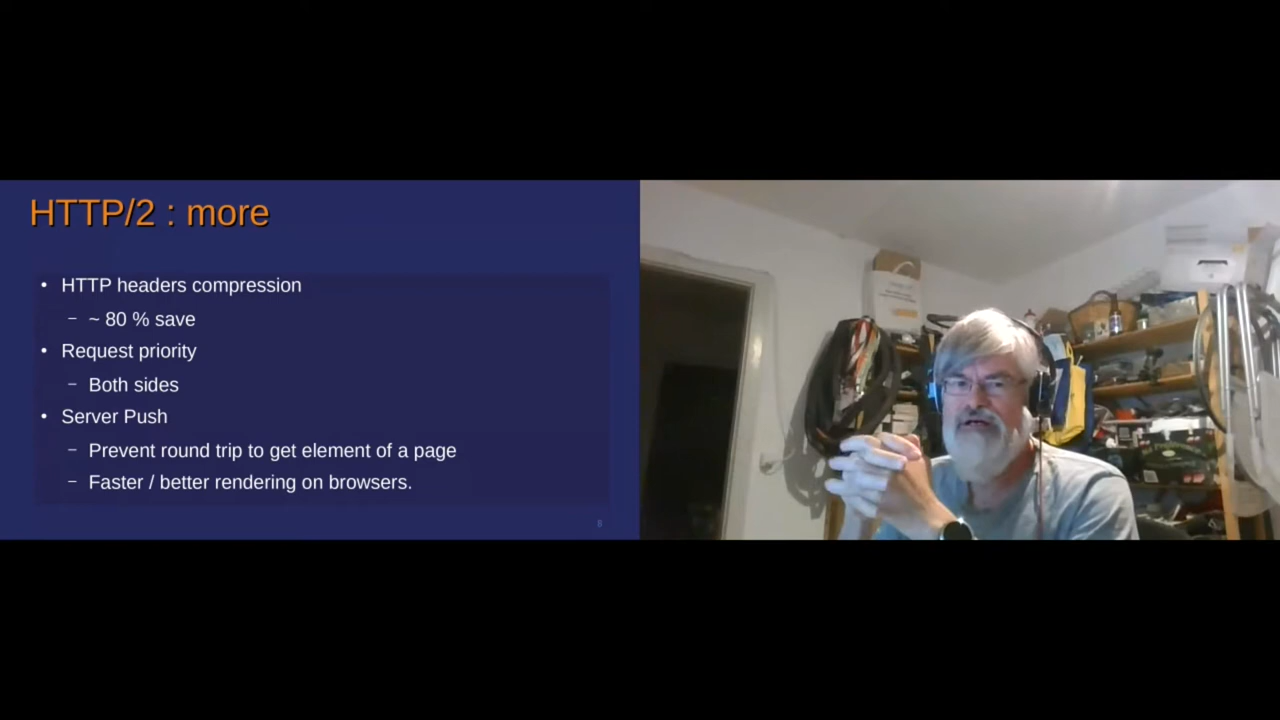 HTTP/2 : more
• HTTP headers compression
– ~ 80 % save
• Request priority
– Both sides
• Server Push
– Prevent round trip to get element of a page
– Faster / better rendering on browsers.